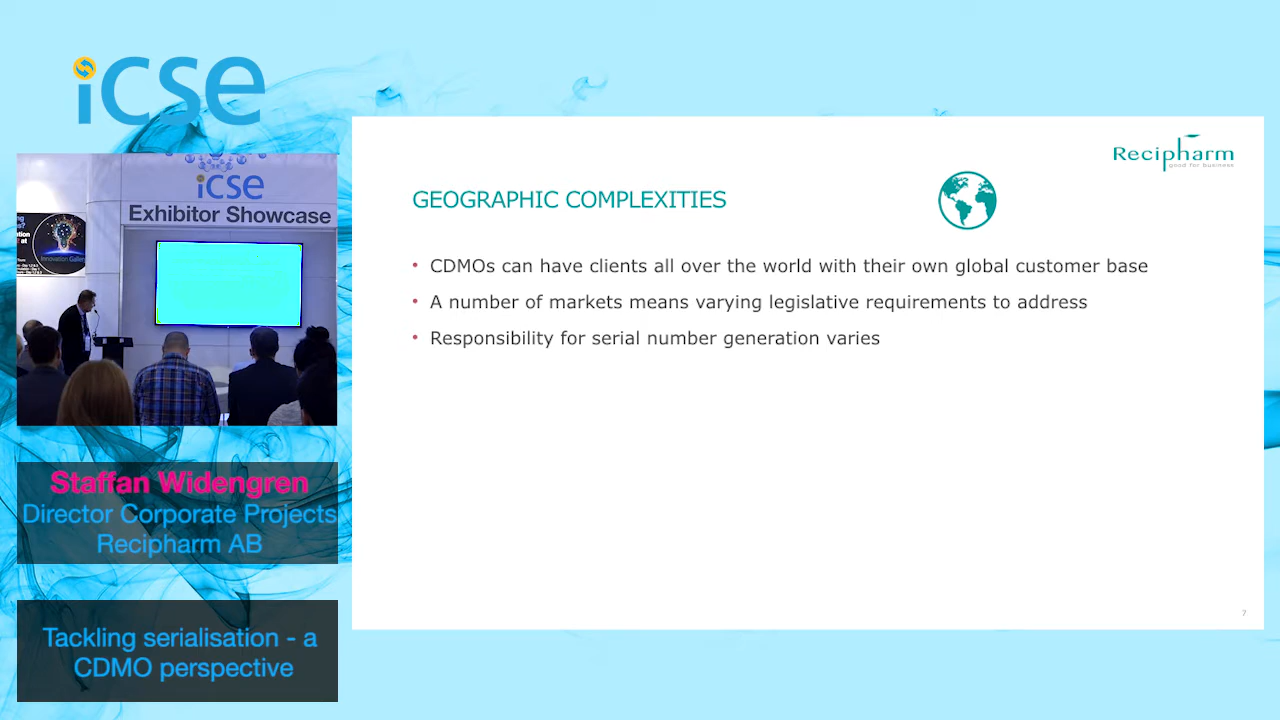 icse
icse
Exhibitor Showcase
Innovation Gallery
Staffan Widengren
Director Corporate Projects
Recipharm AB
Tackling serialisation - a
CDMO perspective
Recipharm
good for business
GEOGRAPHIC COMPLEXITIES
• CDMOs can have clients all over the world with their own global customer base
• A number of markets means varying legislative requirements to address
• Responsibility for serial number generation varies
7